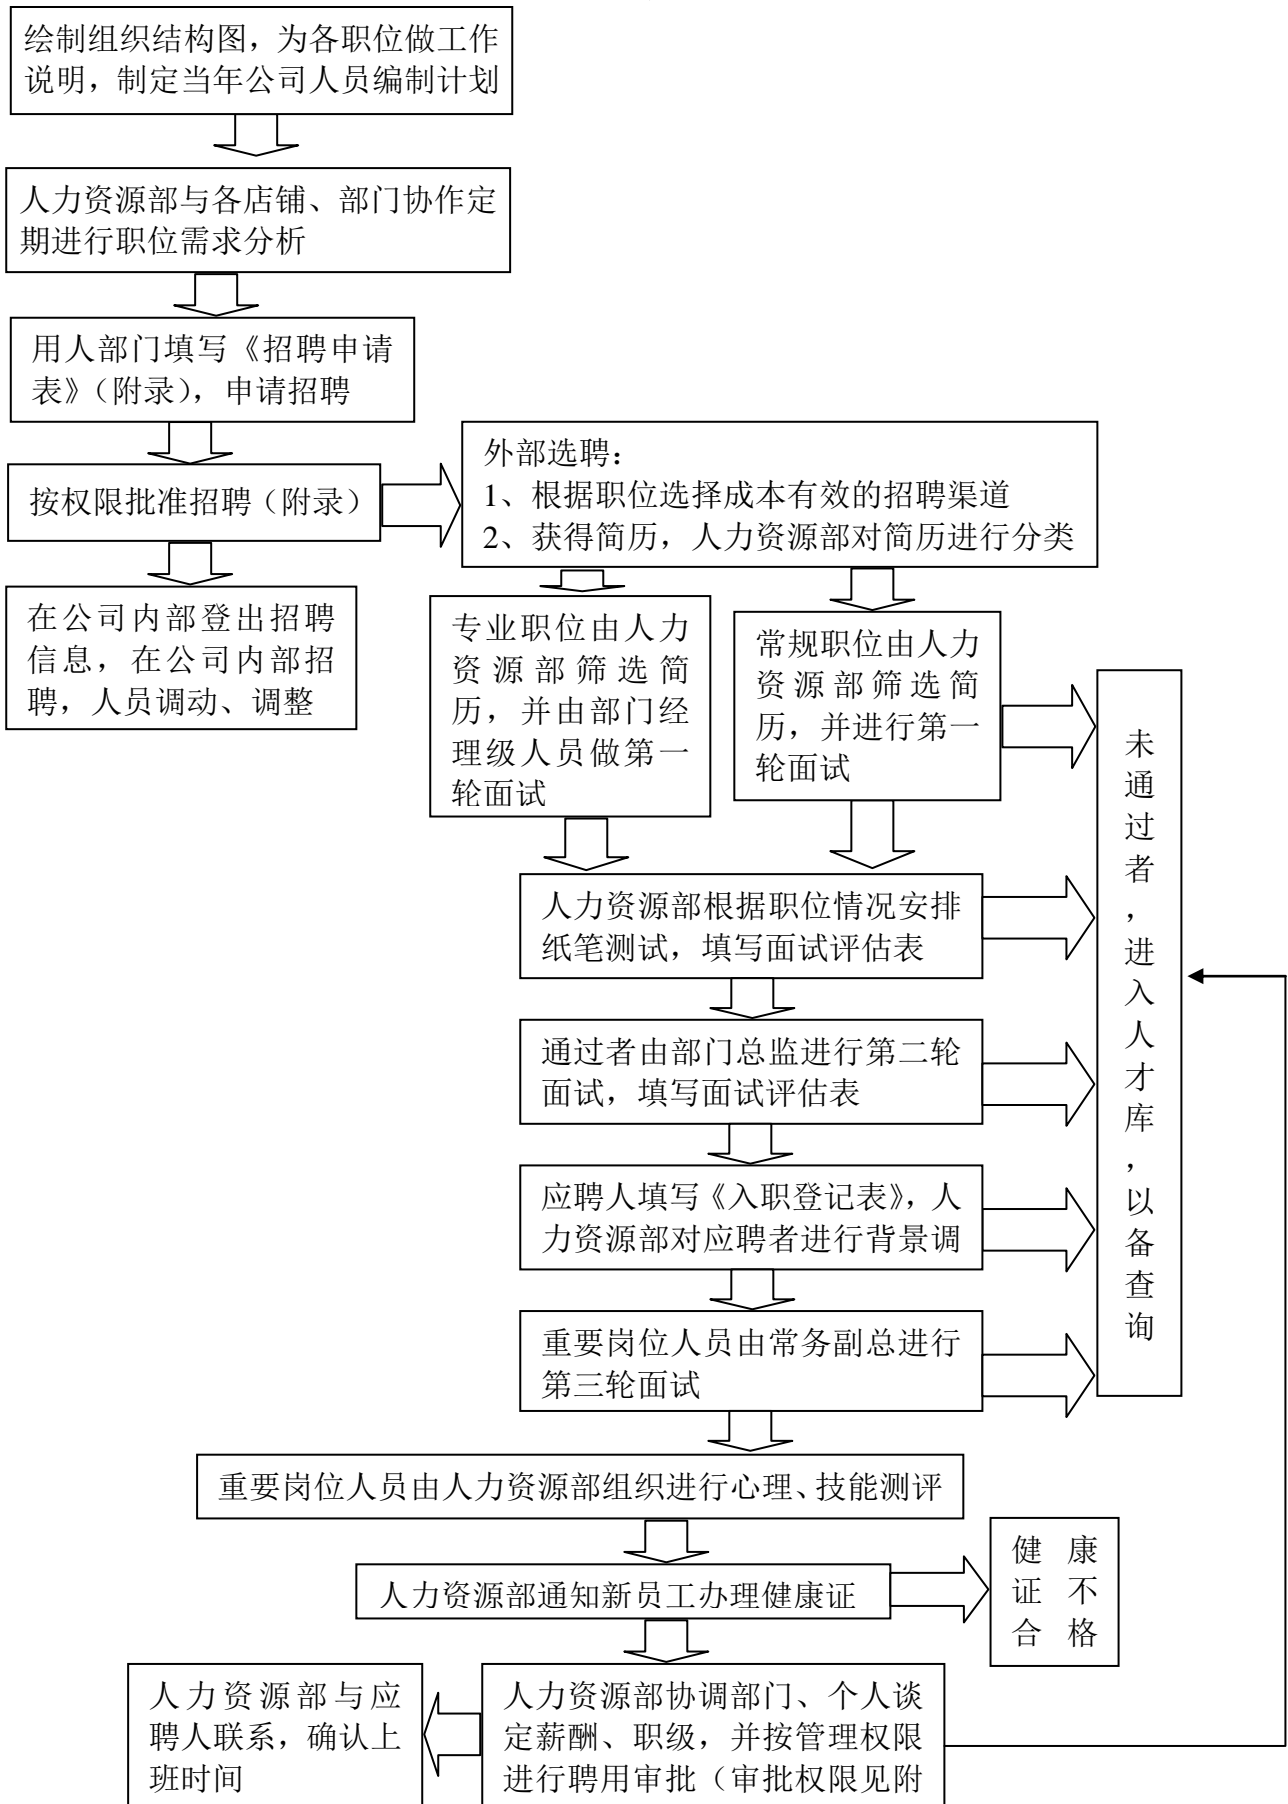 绘制组织结构图，为各职位做工作
说明，制定当年公司人员编制计划
人力资源部与各店铺、部门协作定
期进行职位需求分析
用人部门填写《招聘申请
表》（附录），申请招聘
按权限批准招聘（附录）
外部选聘：
1、根据职位选择成本有效的招聘渠道
2、获得简历，人力资源部对简历进行分类
在公司内部登出招聘
信息，在公司内部招
聘，人员调动、调整
专业职位由人力
资源部筛选简
历，并由部门经
理级人员做第一
轮面试
常规职位由人力
资源部筛选简
历，并进行第一
轮面试
未通过者，进入人才库，以备查询
人力资源部根据职位情况安排
纸笔测试，填写面试评估表
通过者由部门总监进行第二轮
面试，填写面试评估表
应聘人填写《入职登记表》，人
力资源部对应聘者进行背景调
重要岗位人员由常务副总进行
第三轮面试
重要岗位人员由人力资源部组织进行心理、技能测评
人力资源部通知新员工办理健康证
健康
证不
合格
人力资源部与应
聘人联系，确认上
班时间
人力资源部协调部门、个人谈
定薪酬、职级，并按管理权限
进行聘用审批（审批权限见附